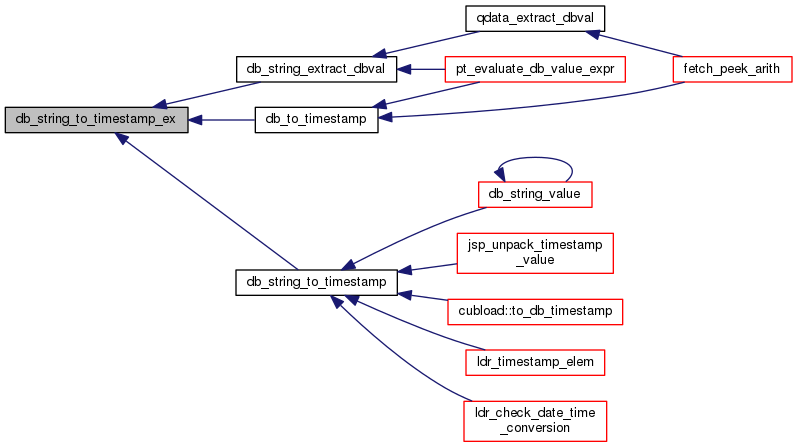 qdata_extract_dbval
db_string_extract_dbval
pt_evaluate_db_value_expr
fetch_peek_arith
db_string_to_timestamp_ex
db_to_timestamp
db_string_value
jsp_unpack_timestamp
_value
db_string_to_timestamp
cubload::to_db_timestamp
ldr_timestamp_elem
ldr_check_date_time
_conversion